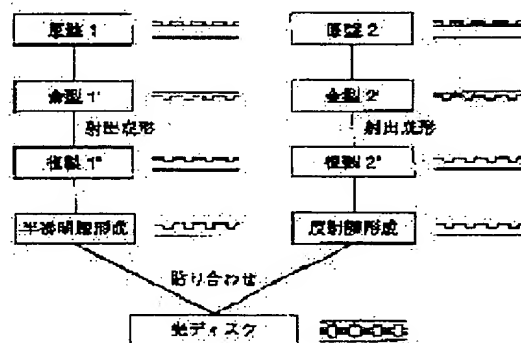 原盤 1
原盤 2
金型 1'
金型 2'
射出成形
射出成形
複製 1"
複製 2"
半透明膜形成
反射膜形成
貼り合わせ
光ディスク